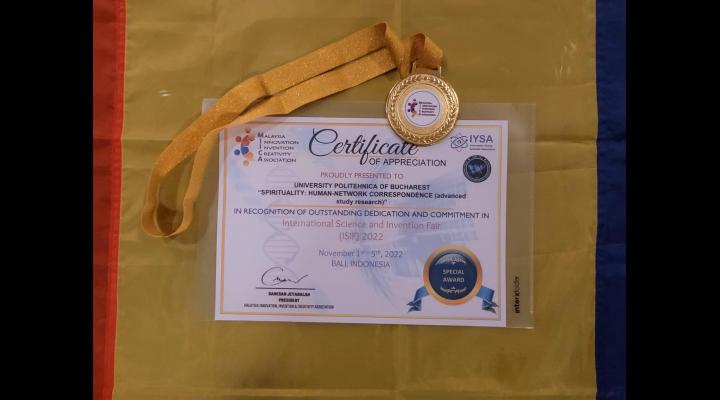 MALAYSIA
INNOVATION
INVENTION
CREATIVITY
ASSOCIATION
Certificate
OF APPRECIATION
IYSA
PROUDLY PRESENTED TO
UNIVERSITY POLITEHNICA OF BUCHAREST
"SPIRITUALITY: HUMAN-NETWORK CORRESPONDENCE (advanced
study research)"
IN RECOGNITION OF OUTSTANDING DEDICATION AND COMMITMENT IN
International Science and Invention Fair
(ISIF) 2022
November 1st - 5th, 2022
BALI, INDONESIA
SPECIAL
AWARD
PRESIDENT
MALAYSIA INNOVATION, INVENTION & CREATIVITY ASSOCIATION